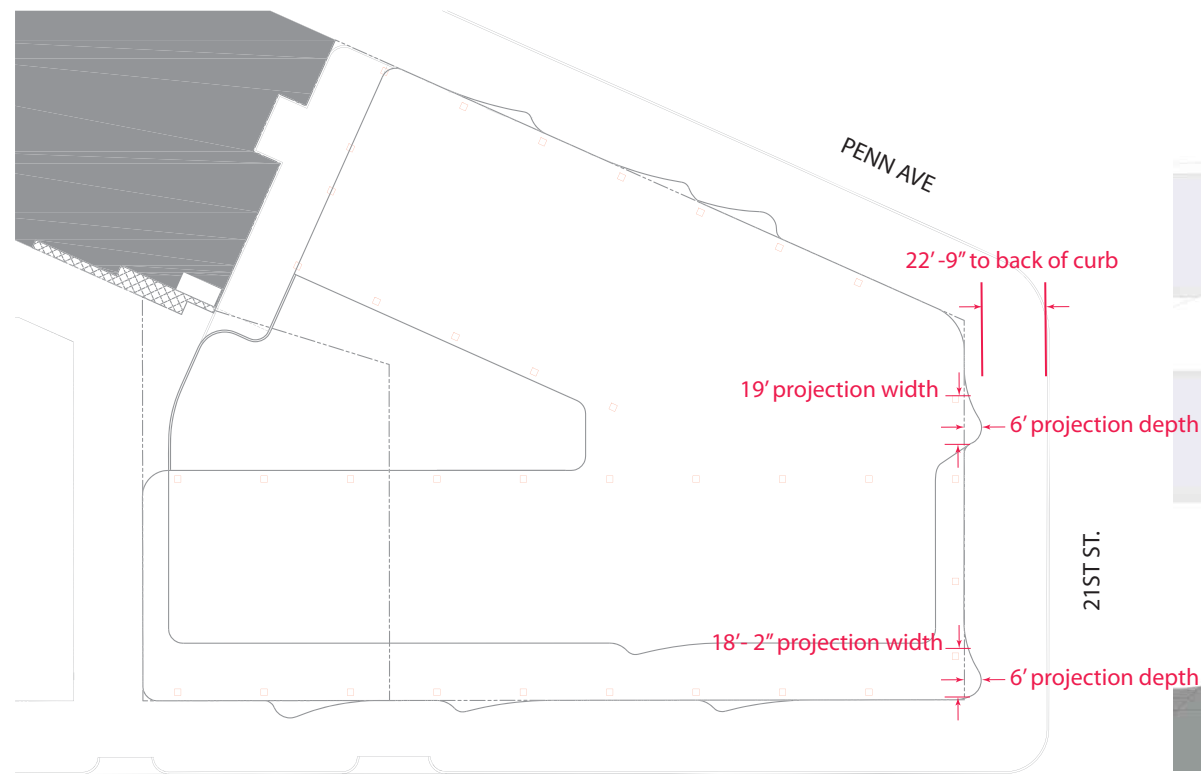 PENN AVE
22' -9" to back of curb
19' projection width
6' projection depth
21ST ST.
18'- 2" projection width
6' projection depth